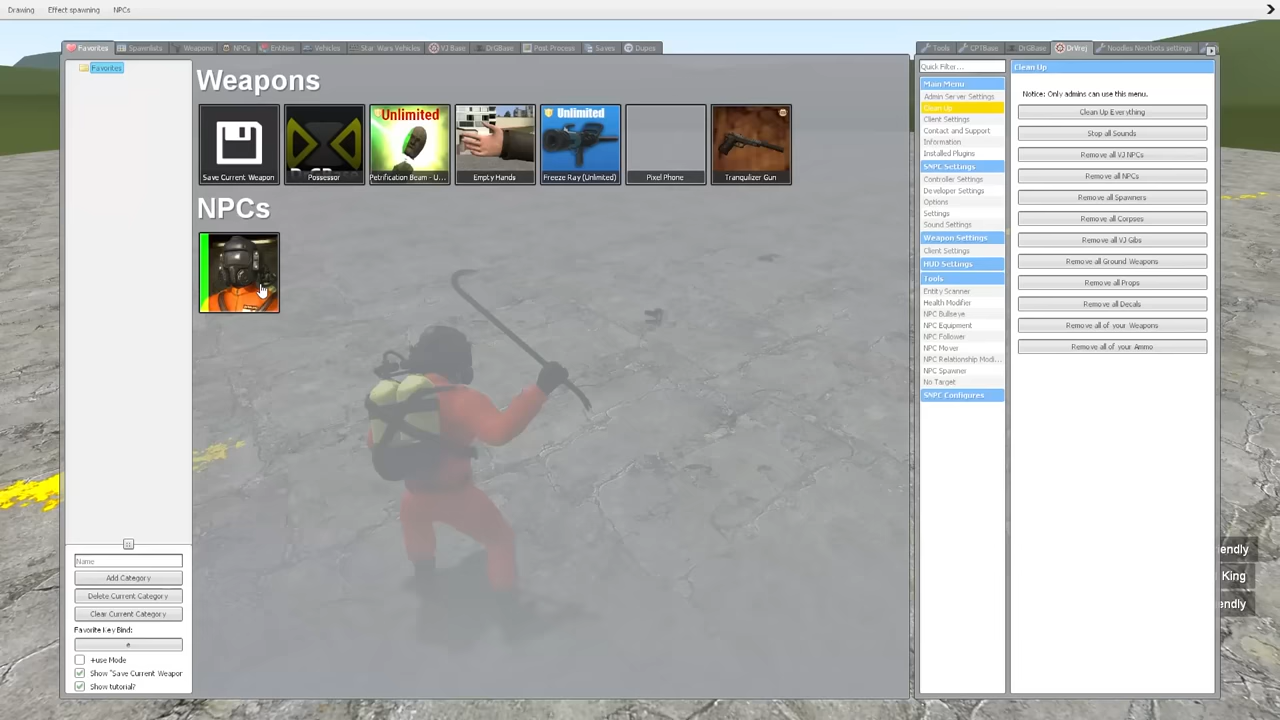 Drawing Effect spawning NPCs
Favorites Spawnlists Weapons NPCs Entities Vehicles Star Wars Vehicles VJ Base DrGBase Post Process Saves Dupes
Favorites
Weapons
Unlimited
Unlimited
Save Current Weapon Possessor Petrification Beam - U... Empty Hands Freeze Ray (Unlimited) Pixel Phone Tranquilizer Gun
NPCs
Name
Add Category
Delete Current Category
Clear Current Category
Favorite Key Bind:
e
+use Mode
Show "Save Current Weapon
Show tutorial?
Tools CPTBase DrGBase DrVrej Noodles Nextbots settings
Quick Filter...
Main Menu
Admin Server Settings
Clean Up
Client Settings
Contact and Support
Information
Installed Plugins
SNPC Settings
Controller Settings
Developer Settings
Options
Settings
Sound Settings
Weapon Settings
Client Settings
HUD Settings
Tools
Entity Scanner
Health Modifier
NPC Bullseye
NPC Equipment
NPC Follower
NPC Mover
NPC Relationship Modi...
NPC Spawner
No Target
SNPC Configures
Clean Up
Notice: Only admins can use this menu.
Clean Up Everything
Stop all Sounds
Remove all VJ NPCs
Remove all NPCs
Remove all Spawners
Remove all Corpses
Remove all VJ Gibs
Remove all Ground Weapons
Remove all Props
Remove all Decals
Remove all of your Weapons
Remove all of your Ammo
endly
King
endly